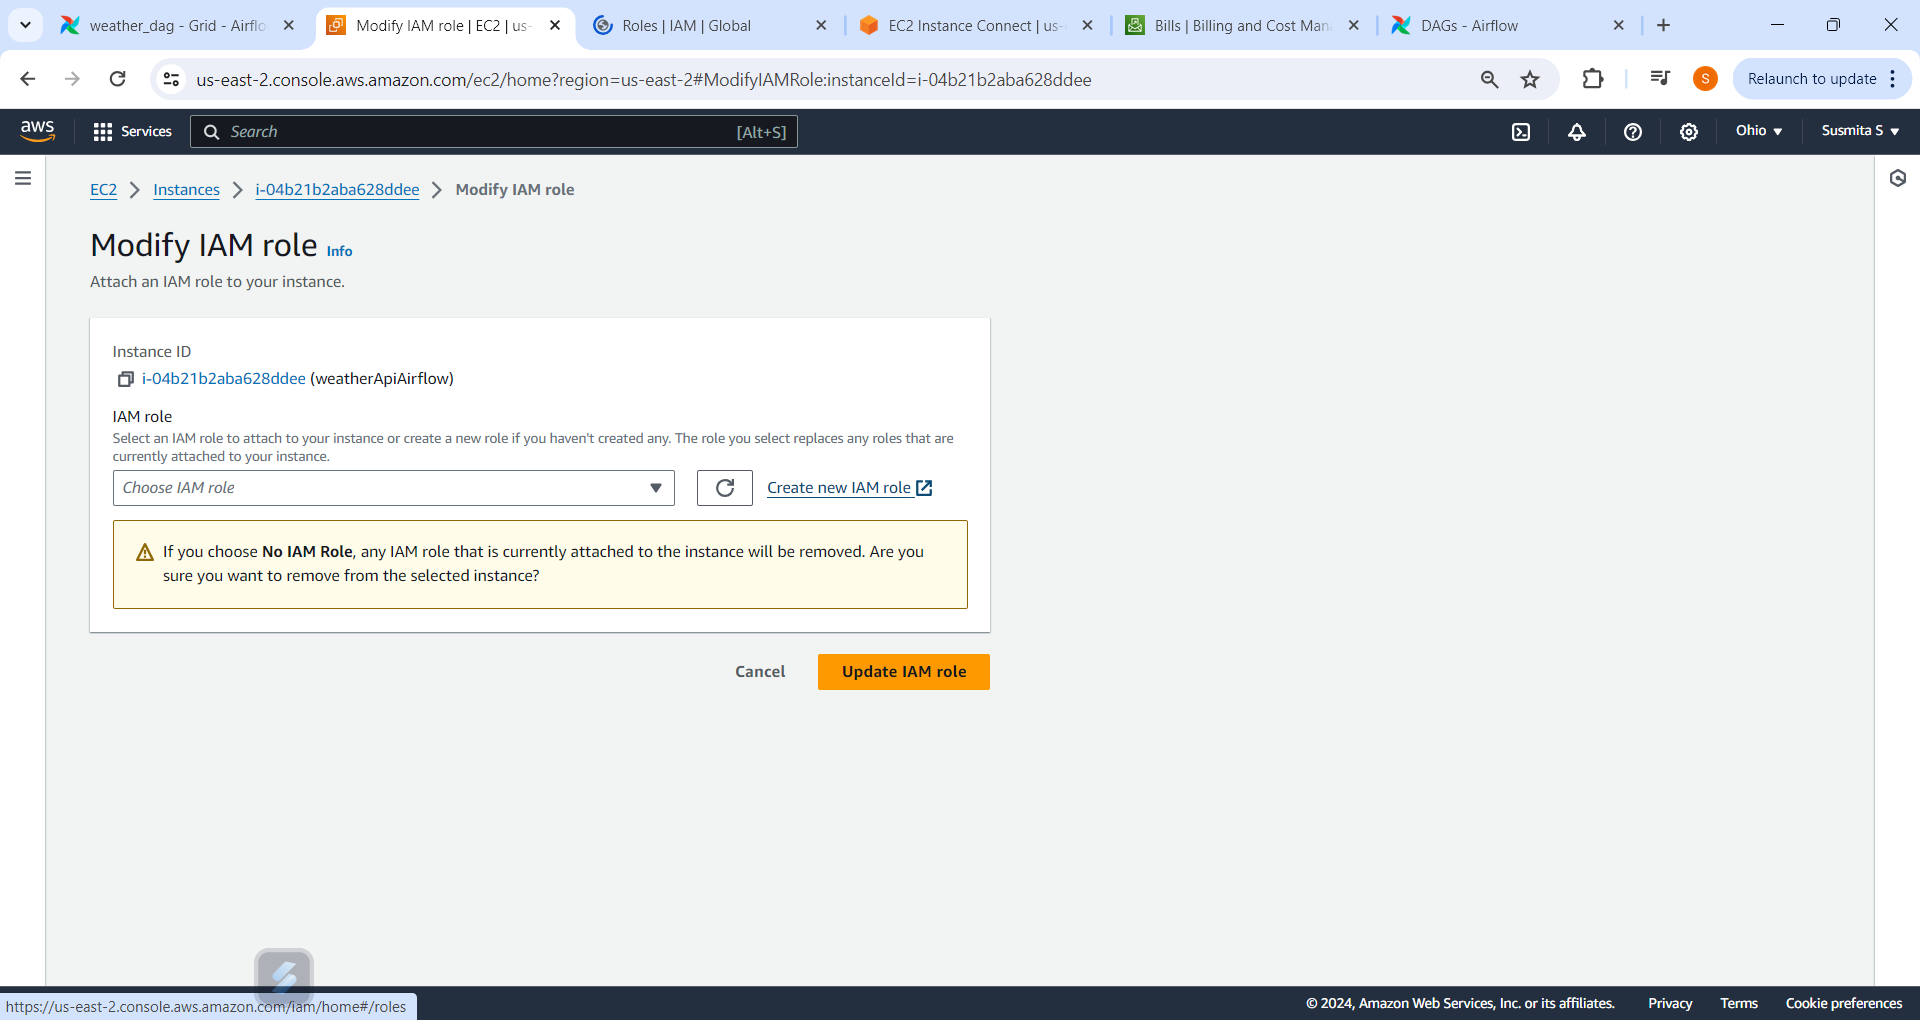 weather_dag - Grid - Airflo
Modify IAM role | EC2 | us-
Roles | IAM | Global
EC2 Instance Connect | us-
Bills | Billing and Cost Man
DAGs - Airflow
us-east-2.console.aws.amazon.com/ec2/home?region=us-east-2#ModifyIAMRole:instanceId=i-04b21b2aba628ddee
S
Relaunch to update
aws
Services
Search
[Alt+S]
Ohio
Susmita S
EC2
Instances
i-04b21b2aba628ddee
Modify IAM role
Modify IAM role Info
Attach an IAM role to your instance.
Instance ID
i-04b21b2aba628ddee (weatherApiAirflow)
IAM role
Select an IAM role to attach to your instance or create a new role if you haven't created any. The role you select replaces any roles that are
currently attached to your instance.
Choose IAM role
Create new IAM role
If you choose No IAM Role, any IAM role that is currently attached to the instance will be removed. Are you
sure you want to remove from the selected instance?
Cancel
Update IAM role
https://us-east-2.console.aws.amazon.com/iam/home#/roles
© 2024, Amazon Web Services, Inc. or its affiliates.
Privacy
Terms
Cookie preferences